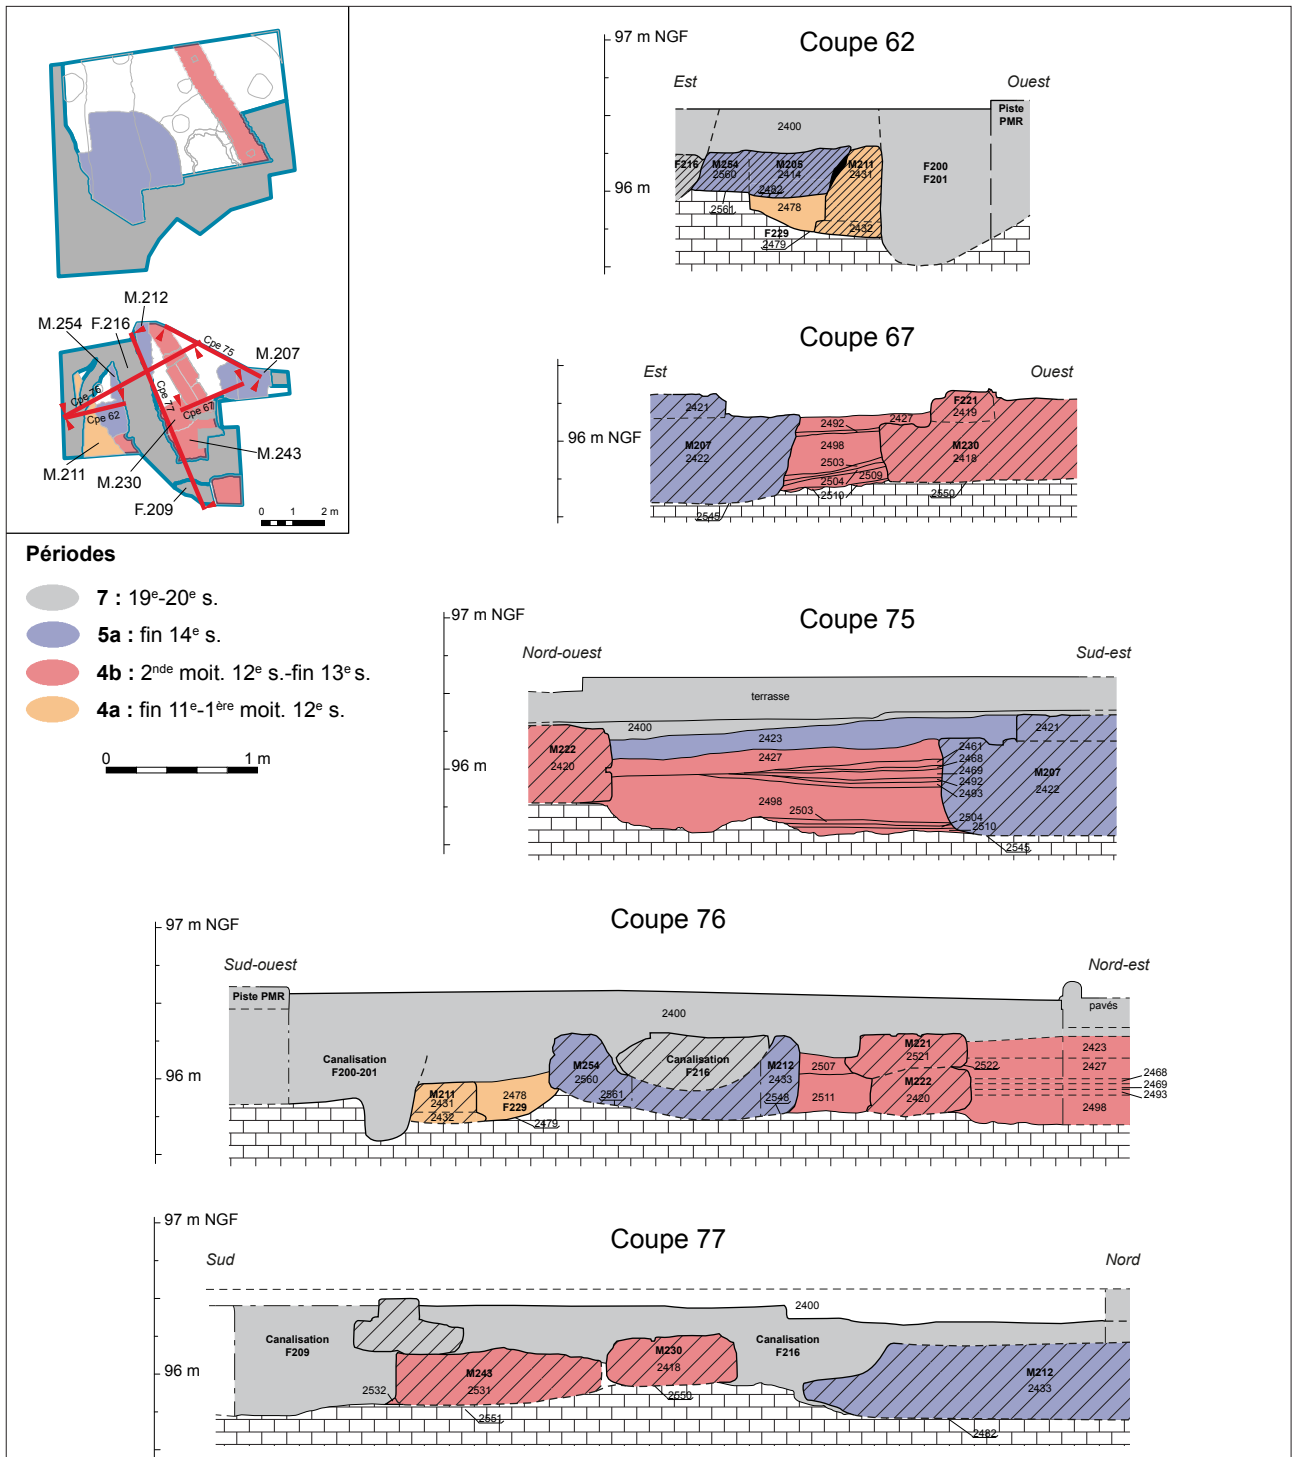 M.212
M.254 F.216
Cpe 75
M.207
Cpe 76
Cpe 77
Cpe 62
Cpe 67
M.243
M.211
M.230
F.209
0 1 2 m
Périodes
7 : 19e-20e s.
5a : fin 14e s.
4b : 2nde moit. 12e s.-fin 13e s.
4a : fin 11e-1ère moit. 12e s.
0 1 m
97 m NGF
Coupe 62
Est Ouest
Piste
PMR
2400
F216 M254 M205 M211
2560 2414 2431
F200
F201
96 m
2482
2561 2478
F229 2432
2479
Coupe 67
Est Ouest
2421
F221
2419
2427
2492
96 m NGF
M207
2422
2498
M230
2418
2503
2504 2509
2510 2550
2545
97 m NGF
Coupe 75
Nord-ouest Sud-est
terrasse
2400
2423
2421
M222
2420
2427
2461
2468
2469
2492
2493
96 m
M207
2422
2498
2503
2504
2510
2545
97 m NGF
Coupe 76
Sud-ouest Nord-est
Piste PMR
pavés
2400
Canalisation
F200-201
M254
2560
Canalisation
F216
M212
2433
M221
2521
2423
2507
2522 2427
96 m
2468
2469
2493
M211
2431
2432
2478
F229
2479
2561
2548
2511
M222
2420
2498
97 m NGF
Coupe 77
Sud Nord
2400
Canalisation
F209
M230
2418
Canalisation
F216
96 m
M243
2531
2532
M212
2433
2550
2551
2482